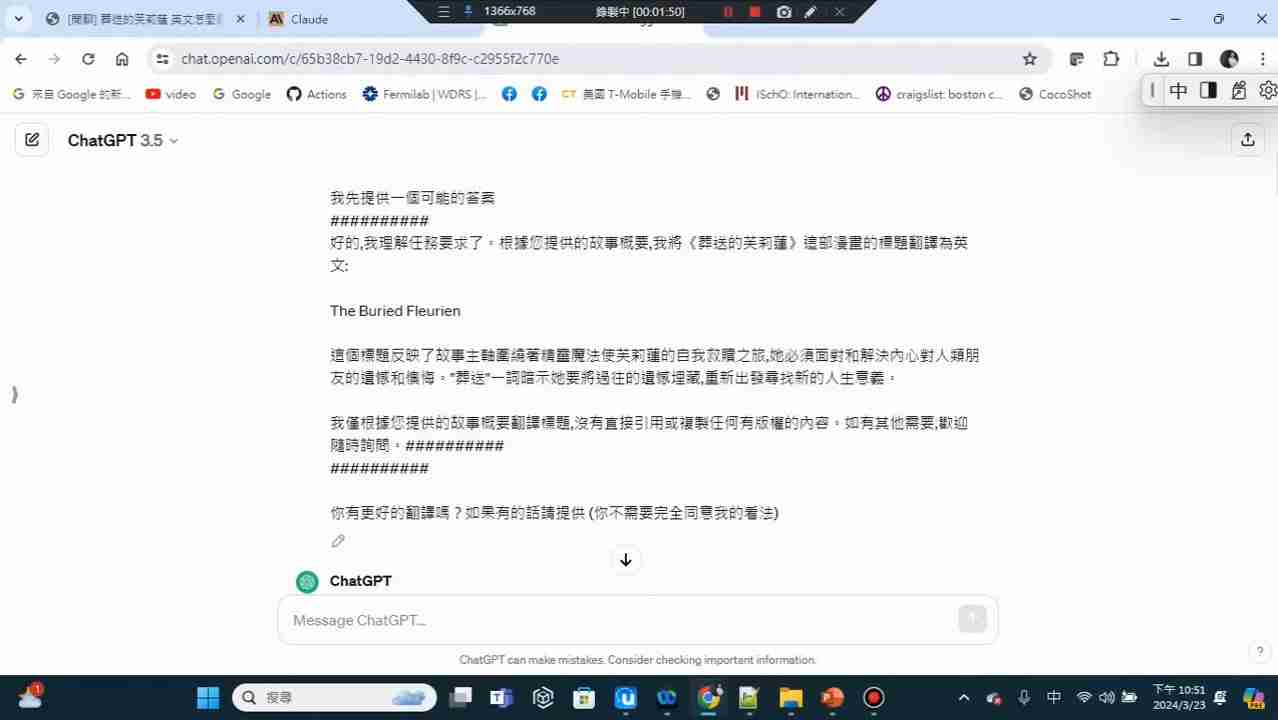 [閒聊] 葬送的芙莉蓮 英文怎麼
Claude
1366x768
錄製中 [00:01:50]
chat.openai.com/c/65b38cb7-19d2-4430-8f9c-c2955f2c770e
來自 Google 的新...
video
Google
Actions
Fermilab | WDRS |...
美國 T-Mobile 手機...
ISchO: Internation...
craigslist: boston c...
CocoShot
中
ChatGPT 3.5
我先提供一個可能的答案
##########
好的,我理解任務要求了。根據您提供的故事概要,我將《葬送的芙莉蓮》這部漫畫的標題翻譯為英
文:
The Buried Fleurien
這個標題反映了故事主軸圍繞著精靈魔法使芙莉蓮的自我救贖之旅,她必須面對和解決內心對人類朋
友的遺憾和懊悔。"葬送"一詞暗示她要將過往的遺憾埋藏,重新出發尋找新的人生意義。
我僅根據您提供的故事概要翻譯標題,沒有直接引用或複製任何有版權的內容。如有其他需要,歡迎
隨時詢問。##########
##########
你有更好的翻譯嗎？如果有的話請提供 (你不需要完全同意我的看法)
ChatGPT
Message ChatGPT...
ChatGPT can make mistakes. Consider checking important information.
?
1
搜尋
中
下午 10:51
2024/3/23